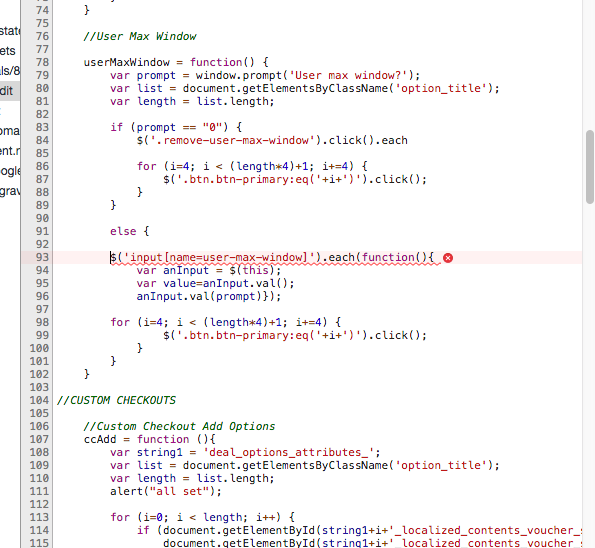 state
ets
ls/8
dit
oma
ent.r
ogle
grav
74 }
75
76 //User Max Window
77
78 userMaxWindow = function() {
79 var prompt = window.prompt('User max window?');
80 var list = document.getElementsByClassName('option_title');
81 var length = list.length;
82
83 if (prompt == "0") {
84 $('.remove-user-max-window').click().each
85
86 for (i=4; i < (length*4)+1; i+=4) {
87 $('.btn.btn-primary:eq('+i+')').click();
88 }
89 }
90
91 else {
92
93 $('input[name=user-max-window]').each(function(){
94 var anInput = $(this);
95 var value=anInput.val();
96 anInput.val(prompt)});
97
98 for (i=4; i < (length*4)+1; i+=4) {
99 $('.btn.btn-primary:eq('+i+')').click();
100 }
101 }
102 }
103
104 //CUSTOM CHECKOUTS
105
106 //Custom Checkout Add Options
107 ccAdd = function (){
108 var string1 = 'deal_options_attributes_';
109 var list = document.getElementsByClassName('option_title');
110 var length = list.length;
111 alert("all set");
112
113 for (i=0; i < length; i++) {
114 if (document.getElementById(string1+i+'_localized_contents_voucher_s
115 document.getElementById(string1+i+'_localized_contents_voucher_s